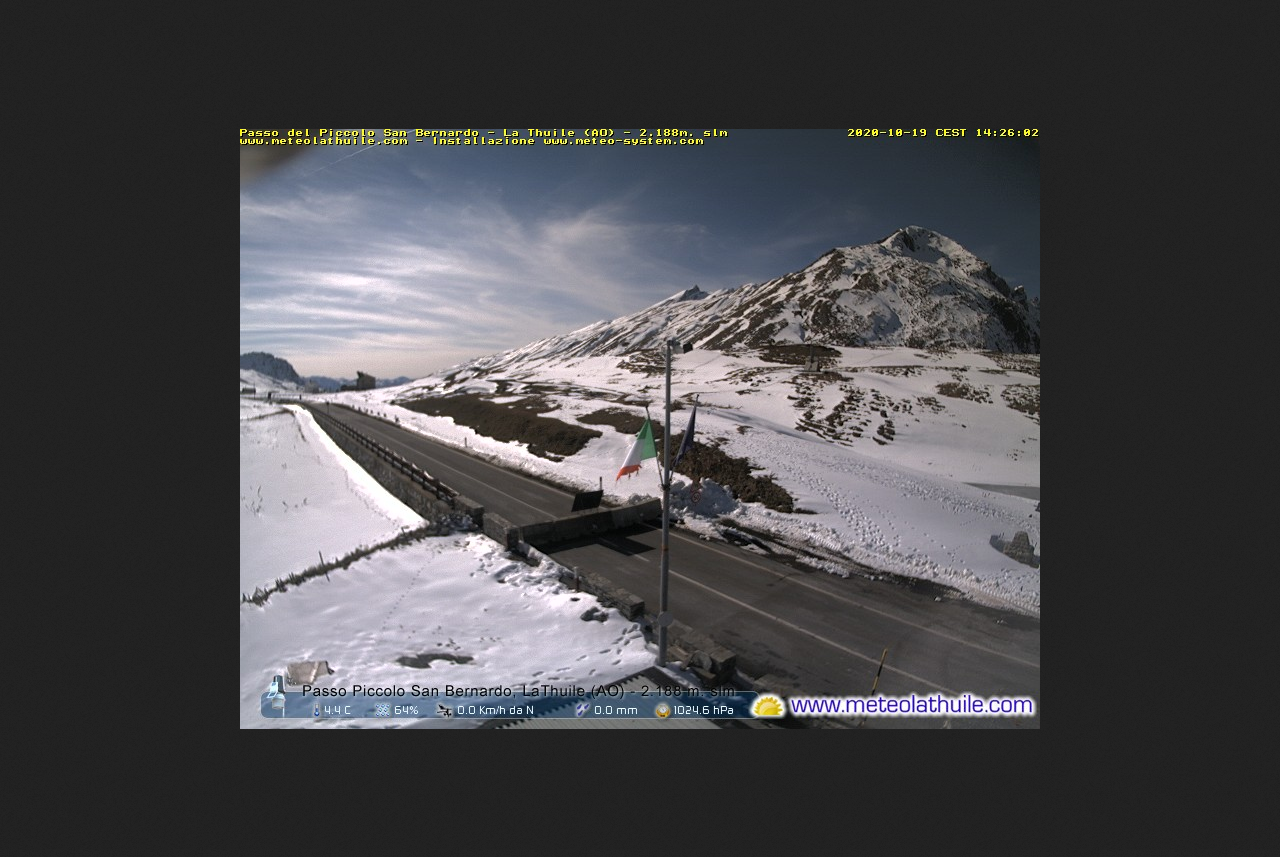 Passo del Piccolo San Bernardo - La Thuile (AO) - 2.188m. slm 2020-10-19 CEST 14:26:02
www.meteolathuile.com - Installazione www.meteo-system.com
Passo Piccolo San Bernardo, LaThuile (AO) - 2.188 m. slm
4.4 C 64% 0.0 Km/h da N 0.0 mm 1024.6 hPa
www.meteolathuile.com